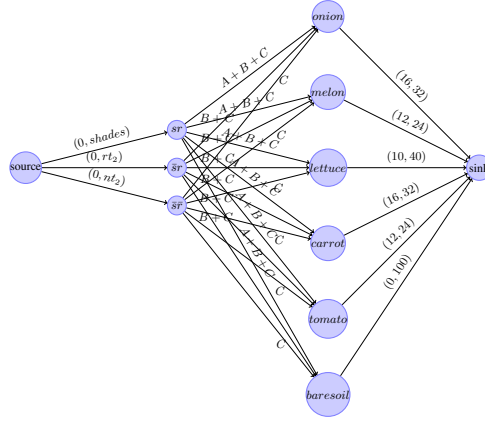 onion
A + B + C
(16, 32)
C
melon
A + B + C
B + C
(12, 24)
sr
(0, shades)
A + B + C
B + C
C
source
(0, rt₂)
s̄r
B + C
lettuce
(10, 40)
sink
(0, nt₂)
A + B + C
B + C
C
s̄r̄
B + C
A + B + C
(16, 32)
B + C
carrot
C
A + B + C
(12, 24)
C
tomato
(0, 100)
C
baresoil